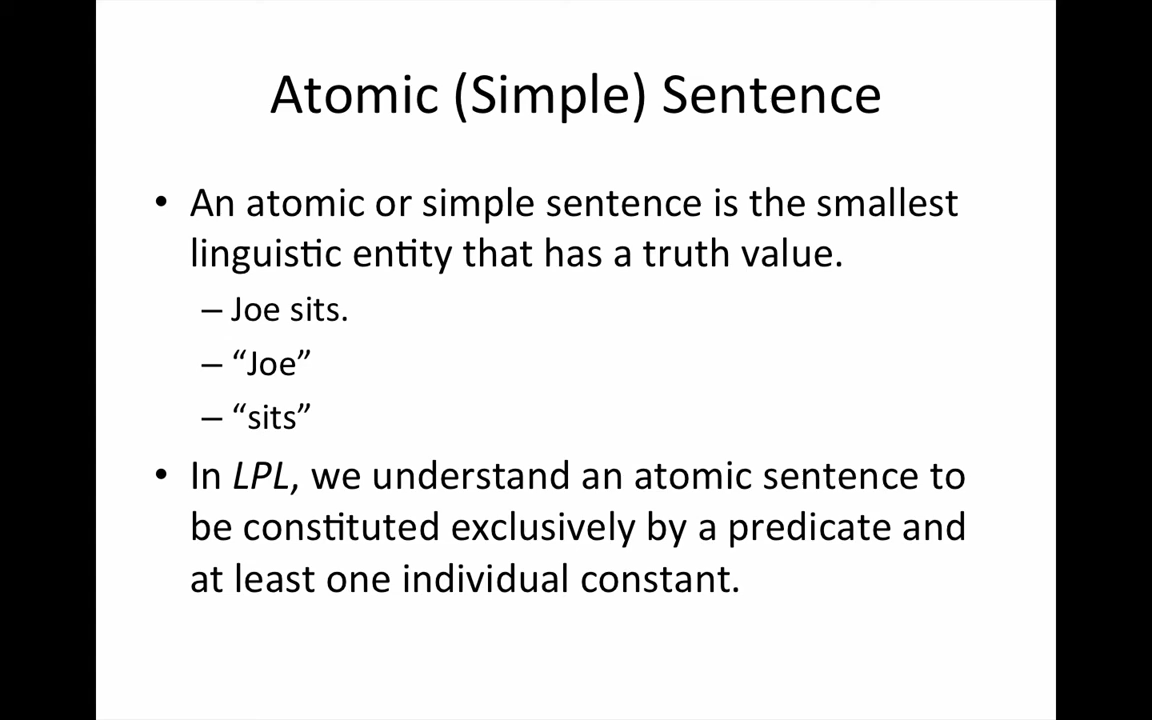 Atomic (Simple) Sentence
• An atomic or simple sentence is the smallest
linguistic entity that has a truth value.
– Joe sits.
– “Joe”
– “sits”
• In LPL, we understand an atomic sentence to
be constituted exclusively by a predicate and
at least one individual constant.